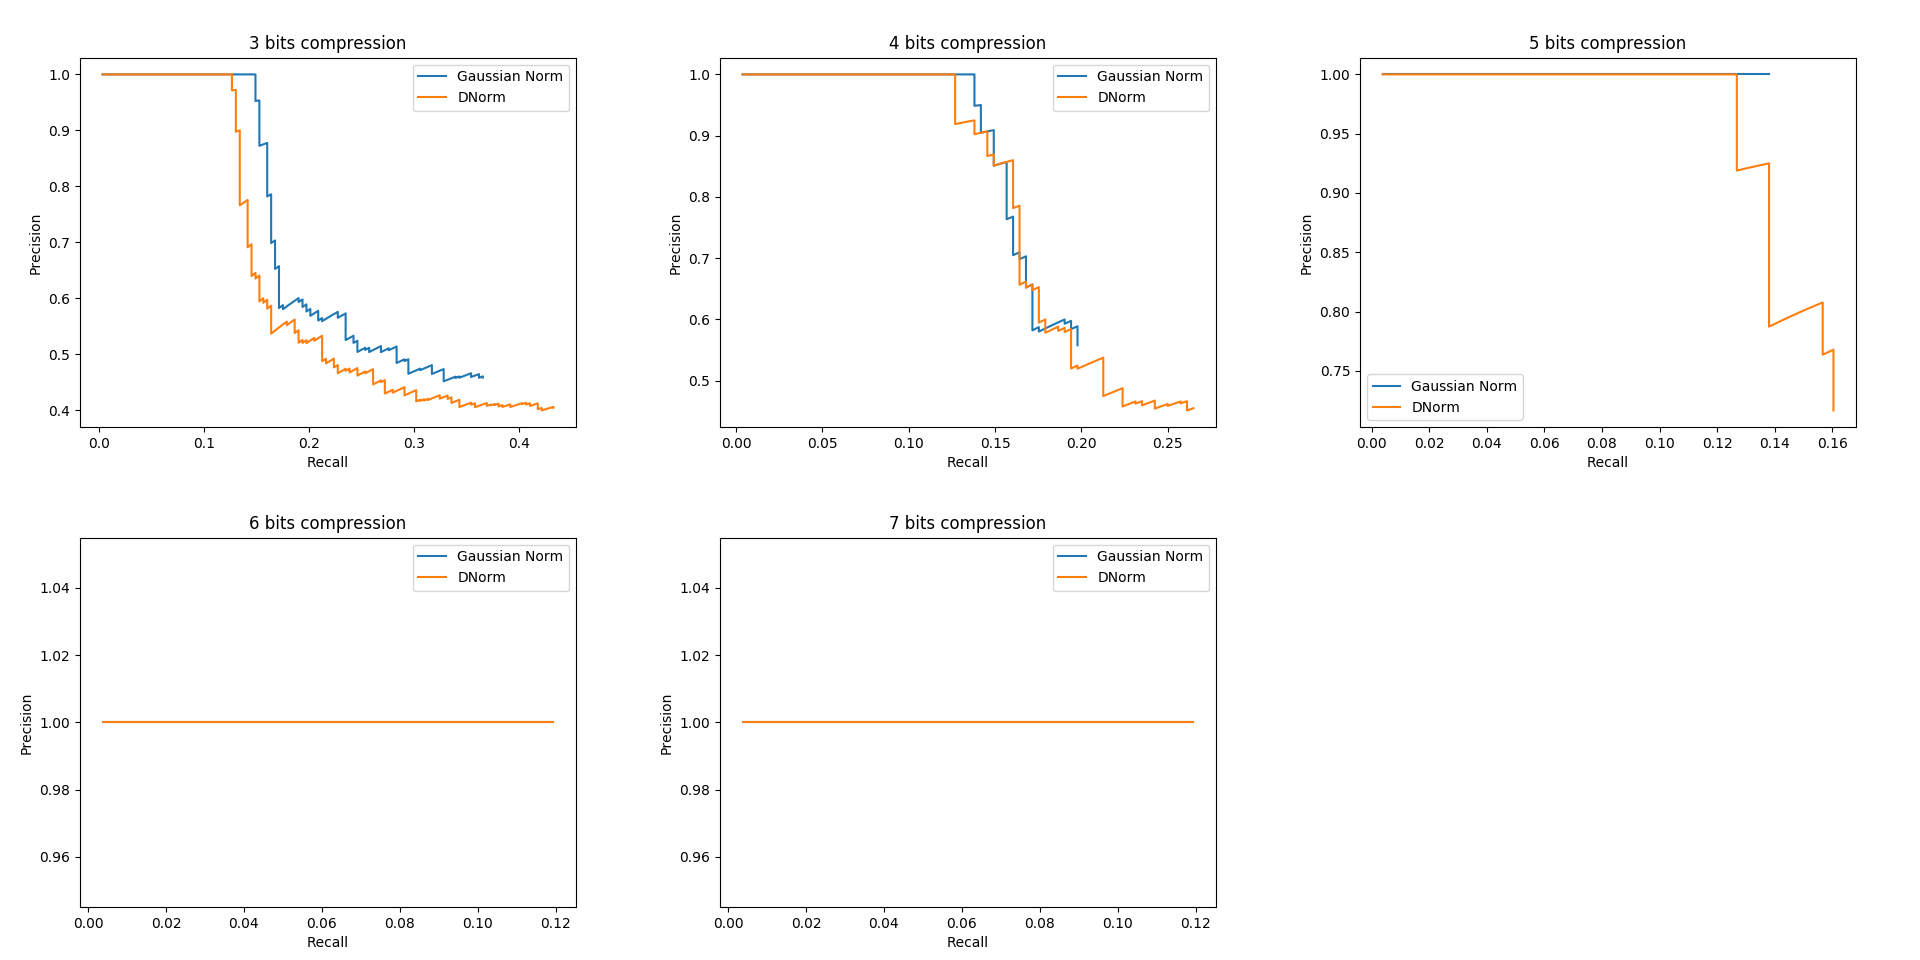 3 bits compression
1.0
0.9
0.8
0.7
0.6
0.5
0.4
Precision
0.0
0.1
0.2
0.3
0.4
Recall
Gaussian Norm
DNorm
4 bits compression
1.0
0.9
0.8
0.7
0.6
0.5
Precision
0.00
0.05
0.10
0.15
0.20
0.25
Recall
Gaussian Norm
DNorm
5 bits compression
1.00
0.95
0.90
0.85
0.80
0.75
Precision
0.00
0.02
0.04
0.06
0.08
0.10
0.12
0.14
0.16
Recall
Gaussian Norm
DNorm
6 bits compression
1.04
1.02
1.00
0.98
0.96
Precision
0.00
0.02
0.04
0.06
0.08
0.10
0.12
Recall
Gaussian Norm
DNorm
7 bits compression
1.04
1.02
1.00
0.98
0.96
Precision
0.00
0.02
0.04
0.06
0.08
0.10
0.12
Recall
Gaussian Norm
DNorm